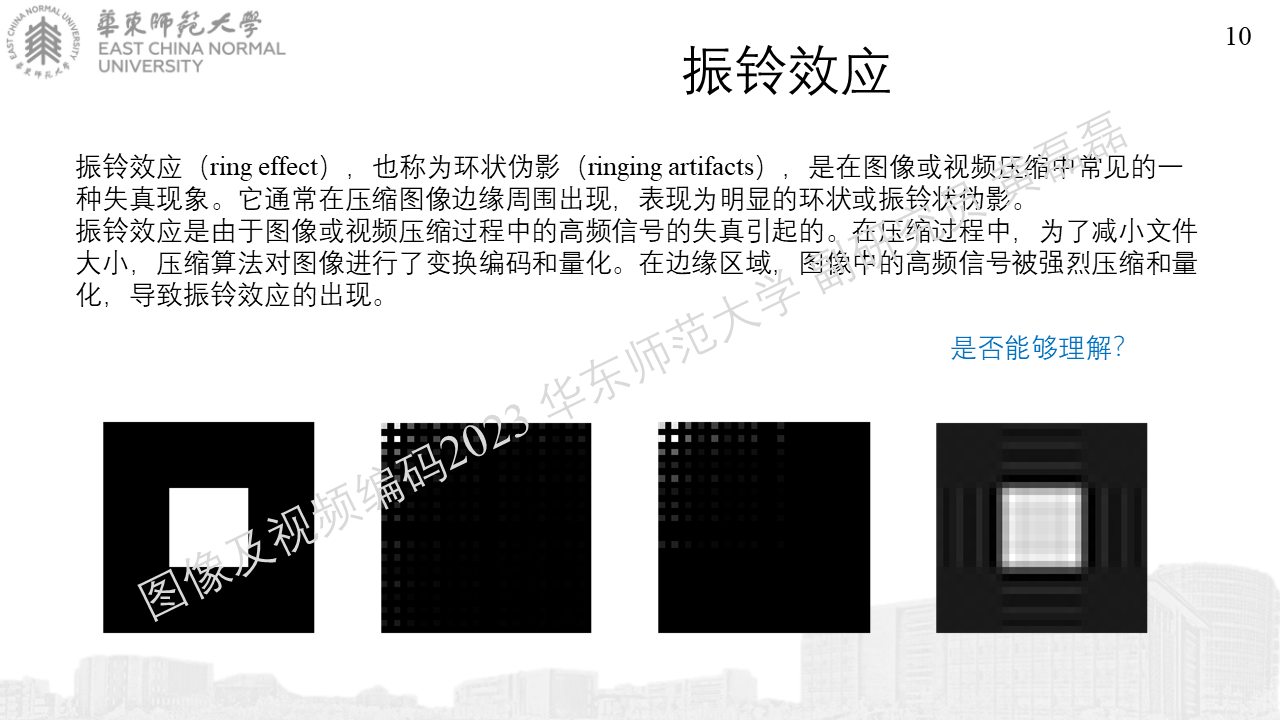 華東師範大學
EAST CHINA NORMAL
UNIVERSITY
EAST CHINA NORMAL UNIVERSITY
華東師范大學
10
振铃效应
振铃效应（ring effect），也称为环状伪影（ringing artifacts），是在图像或视频压缩中常见的一
种失真现象。它通常在压缩图像边缘周围出现，表现为明显的环状或振铃状伪影。
振铃效应是由于图像或视频压缩过程中的高频信号的失真引起的。在压缩过程中，为了减小文件
大小，压缩算法对图像进行了变换编码和量化。在边缘区域，图像中的高频信号被强烈压缩和量
化，导致振铃效应的出现。
是否能够理解？
图像及视频编码2023 华东师范大学 副研究员 黄磊磊